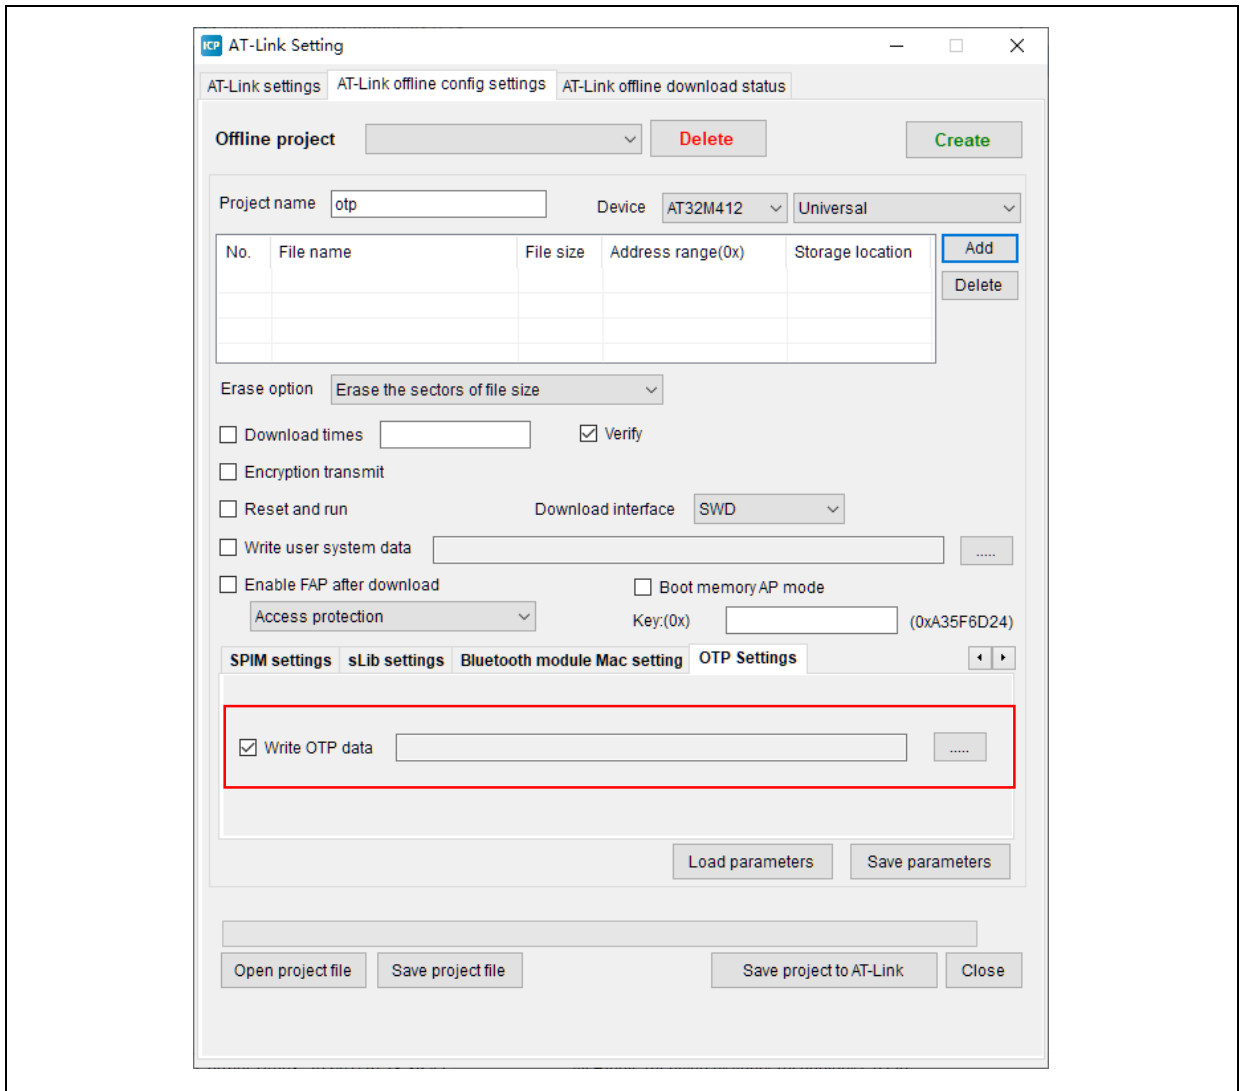 ICP AT-Link Setting
AT-Link settings AT-Link offline config settings AT-Link offline download status
Offline project Delete Create
Project name otp Device AT32M412 Universal
No. File name File size Address range(0x) Storage location Add
Delete
Erase option Erase the sectors of file size
Download times Verify
Encryption transmit
Reset and run Download interface SWD
Write user system data .....
Enable FAP after download Boot memory AP mode
Access protection Key:(0x) (0xA35F6D24)
SPIM settings sLib settings Bluetooth module Mac setting OTP Settings
Write OTP data .....
Load parameters Save parameters
Open project file Save project file Save project to AT-Link Close